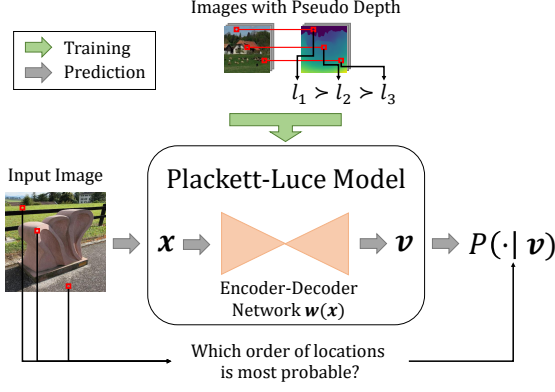 Images with Pseudo Depth
Training
Prediction
l₁ ≻ l₂ ≻ l₃
Input Image
Plackett-Luce Model
x
v
P(·| v)
Encoder-Decoder
Network w(x)
Which order of locations
is most probable?